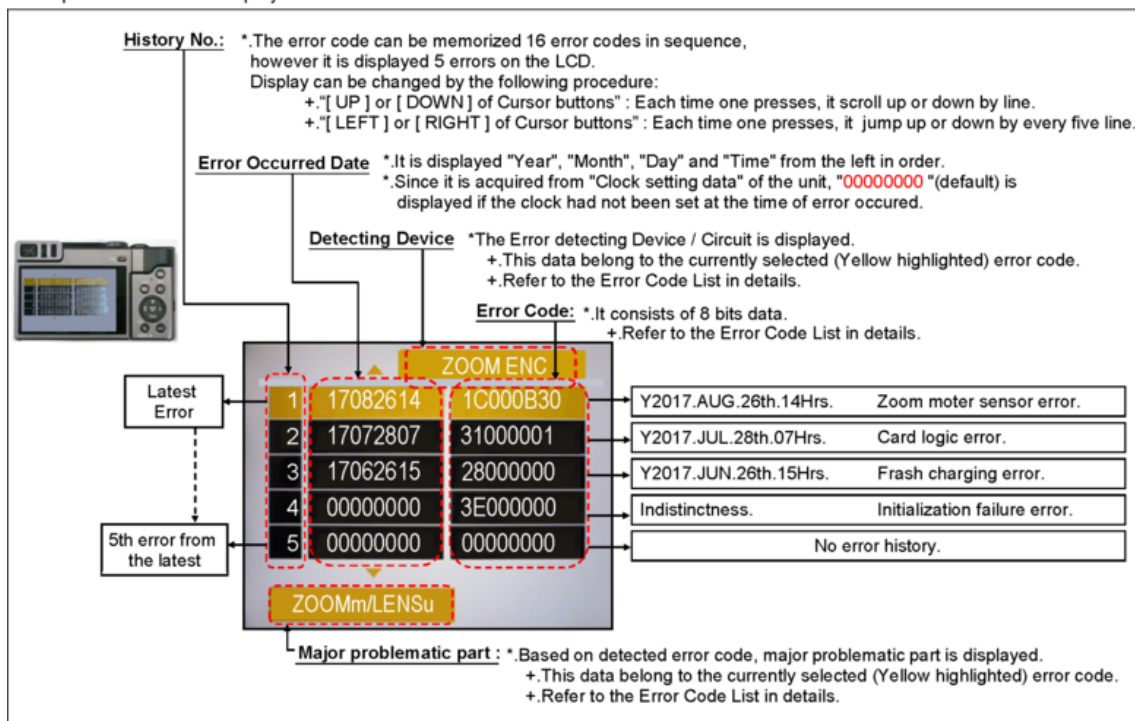 History No.: *.The error code can be memorized 16 error codes in sequence,
however it is displayed 5 errors on the LCD.
Display can be changed by the following procedure:
+."[ UP ] or [ DOWN ] of Cursor buttons" : Each time one presses, it scroll up or down by line.
+."[ LEFT ] or [ RIGHT ] of Cursor buttons" : Each time one presses, it jump up or down by every five line.
Error Occurred Date *.It is displayed "Year", "Month", "Day" and "Time" from the left in order.
*.Since it is acquired from "Clock setting data" of the unit, "00000000 "(default) is
displayed if the clock had not been set at the time of error occured.
Detecting Device *The Error detecting Device / Circuit is displayed.
+.This data belong to the currently selected (Yellow highlighted) error code.
+.Refer to the Error Code List in details.
Error Code: *.It consists of 8 bits data.
+.Refer to the Error Code List in details.
ZOOM ENC
Latest
Error
1 17082614 1C000B30 Y2017.AUG.26th.14Hrs. Zoom moter sensor error.
2 17072807 31000001 Y2017.JUL.28th.07Hrs. Card logic error.
3 17062615 28000000 Y2017.JUN.26th.15Hrs. Frash charging error.
4 00000000 3E000000 Indistinctness. Initialization failure error.
5th error from
the latest
5 00000000 00000000 No error history.
ZOOMm/LENSu
Major problematic part : *.Based on detected error code, major problematic part is displayed.
+.This data belong to the currently selected (Yellow highlighted) error code.
+.Refer to the Error Code List in details.